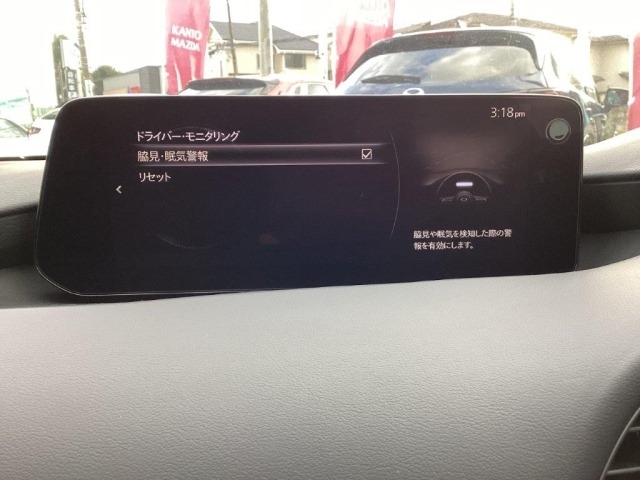 KANTO
MAZDA
3:18 pm
ドライバー・モニタリング
脇見・眠気警報
リセット
脇見や眠気を検知した際の警
報を有効にします。